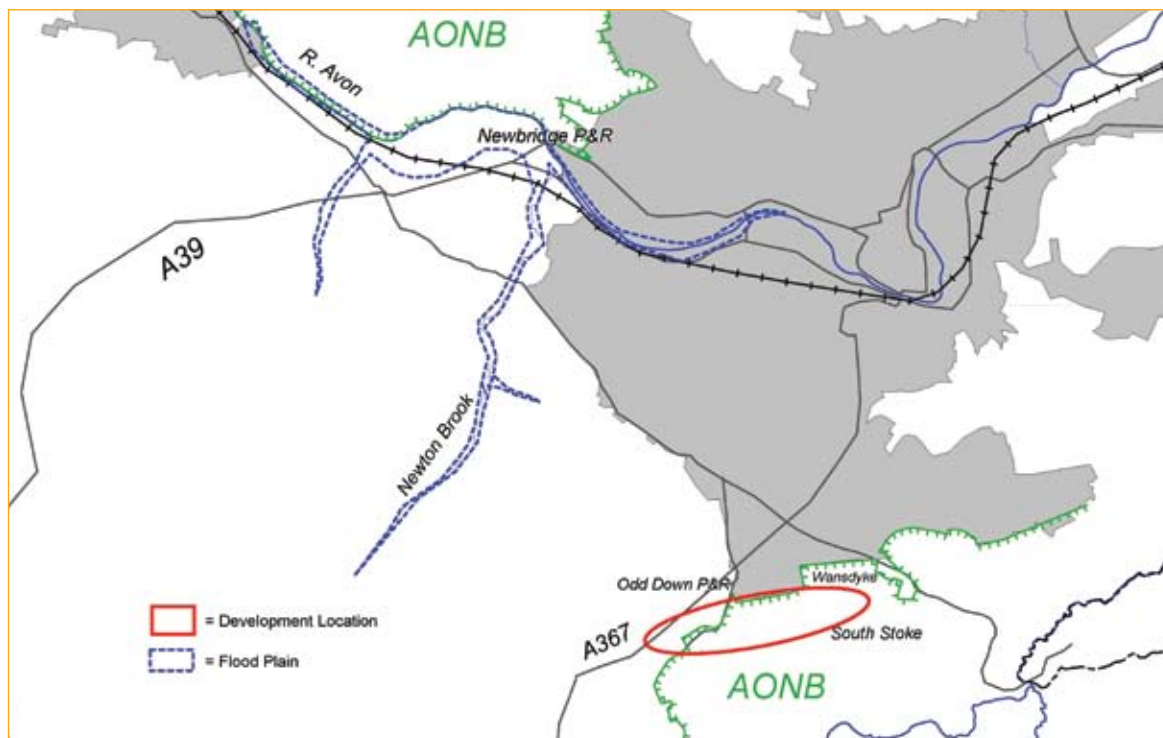 AONB
R. Avon
Newbridge P&R
A39
Newton Brook
Odd Down P&R
Wansdyke
A367
South Stoke
AONB
= Development Location
= Flood Plain